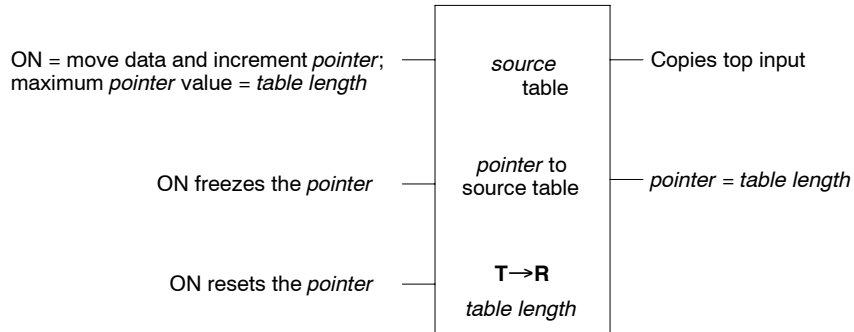 ON = move data and increment pointer;
maximum pointer value = table length
source
table
Copies top input
ON freezes the pointer
pointer to
source table
pointer = table length
ON resets the pointer
T→R
table length